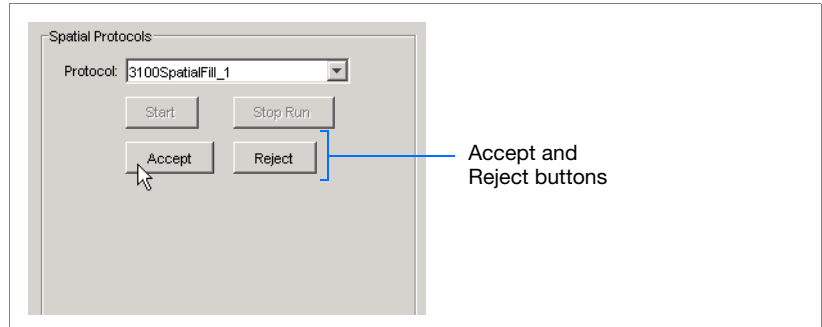 Spatial Protocols
Protocol: 3100SpatialFill_1
Start Stop Run
Accept Reject
Accept and
Reject buttons